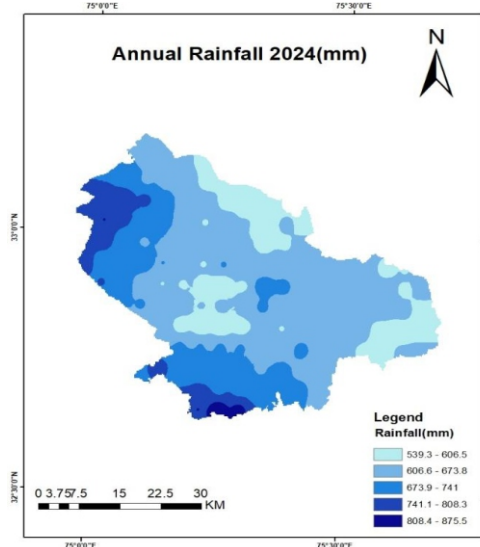 75°0'0"E
75°30'0"E
Annual Rainfall 2024(mm)
N
33°0'0"N
32°30'0"N
Legend
Rainfall(mm)
539.3 - 606.5
606.6 - 673.8
673.9 - 741
741.1 - 808.3
808.4 - 875.5
0 3.75 7.5 15 22.5 30
KM
75°0'0"E
75°30'0"E